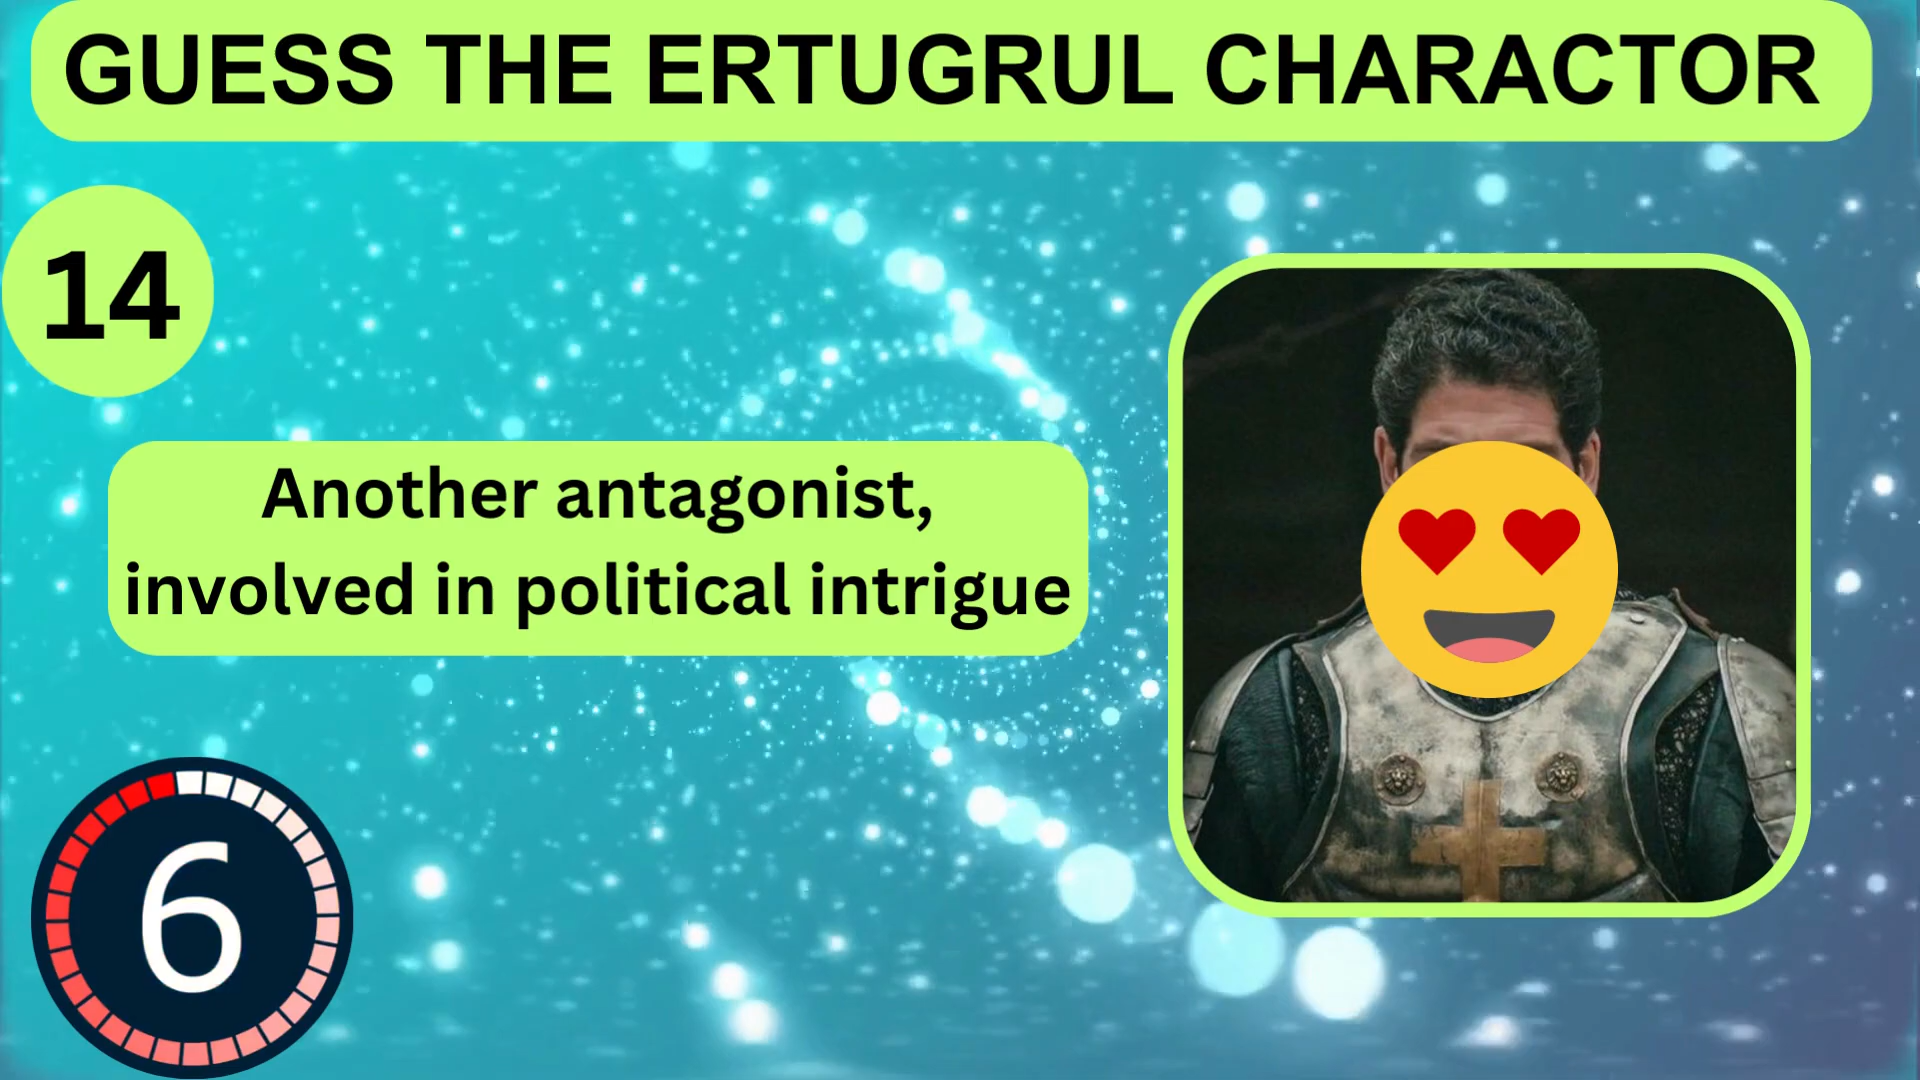 GUESS THE ERTUGRUL CHARACTOR
14
Another antagonist,
involved in political intrigue
6